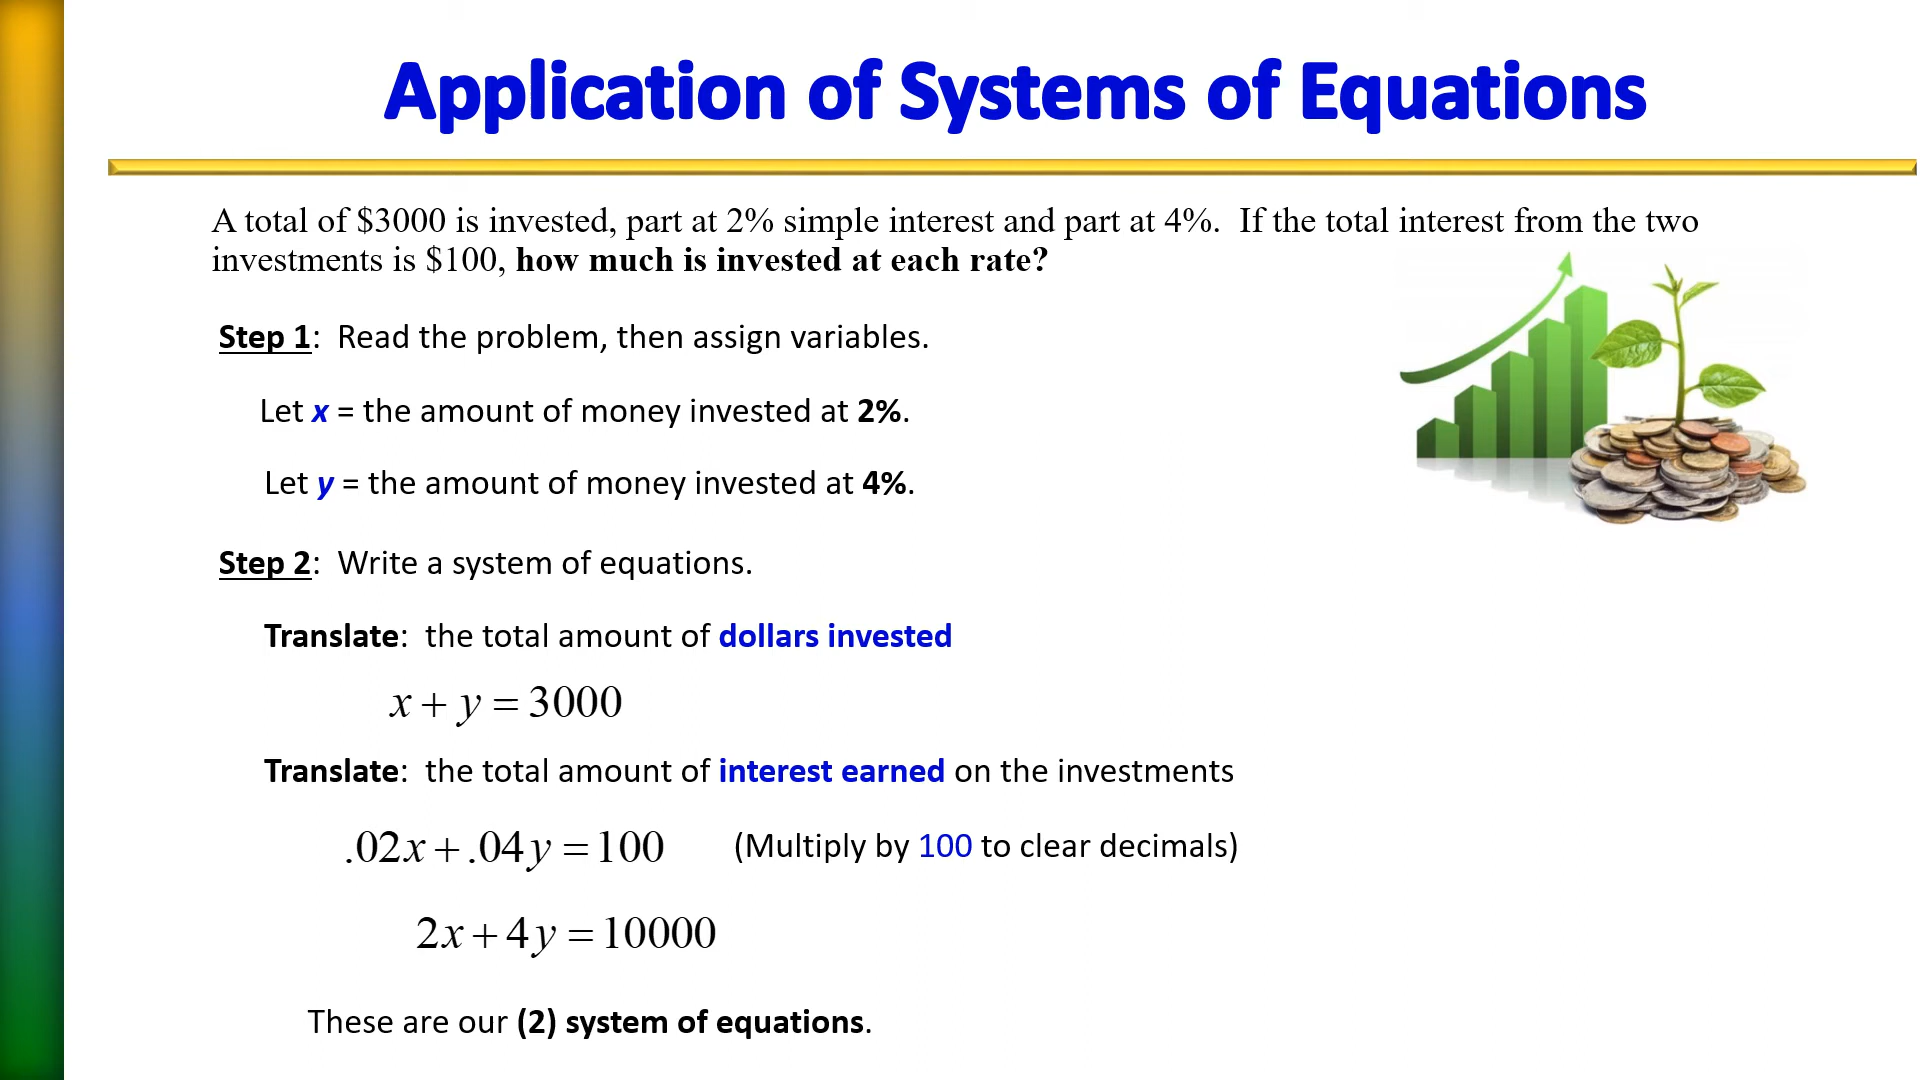 Application of Systems of Equations
A total of $3000 is invested, part at 2% simple interest and part at 4%.  If the total interest from the two
investments is $100, how much is invested at each rate?
Step 1:  Read the problem, then assign variables.
Let x = the amount of money invested at 2%.
Let y = the amount of money invested at 4%.
Step 2:  Write a system of equations.
Translate:  the total amount of dollars invested
x + y = 3000
Translate:  the total amount of interest earned on the investments
.02x + .04y = 100 (Multiply by 100 to clear decimals)
2x + 4y = 10000
These are our (2) system of equations.